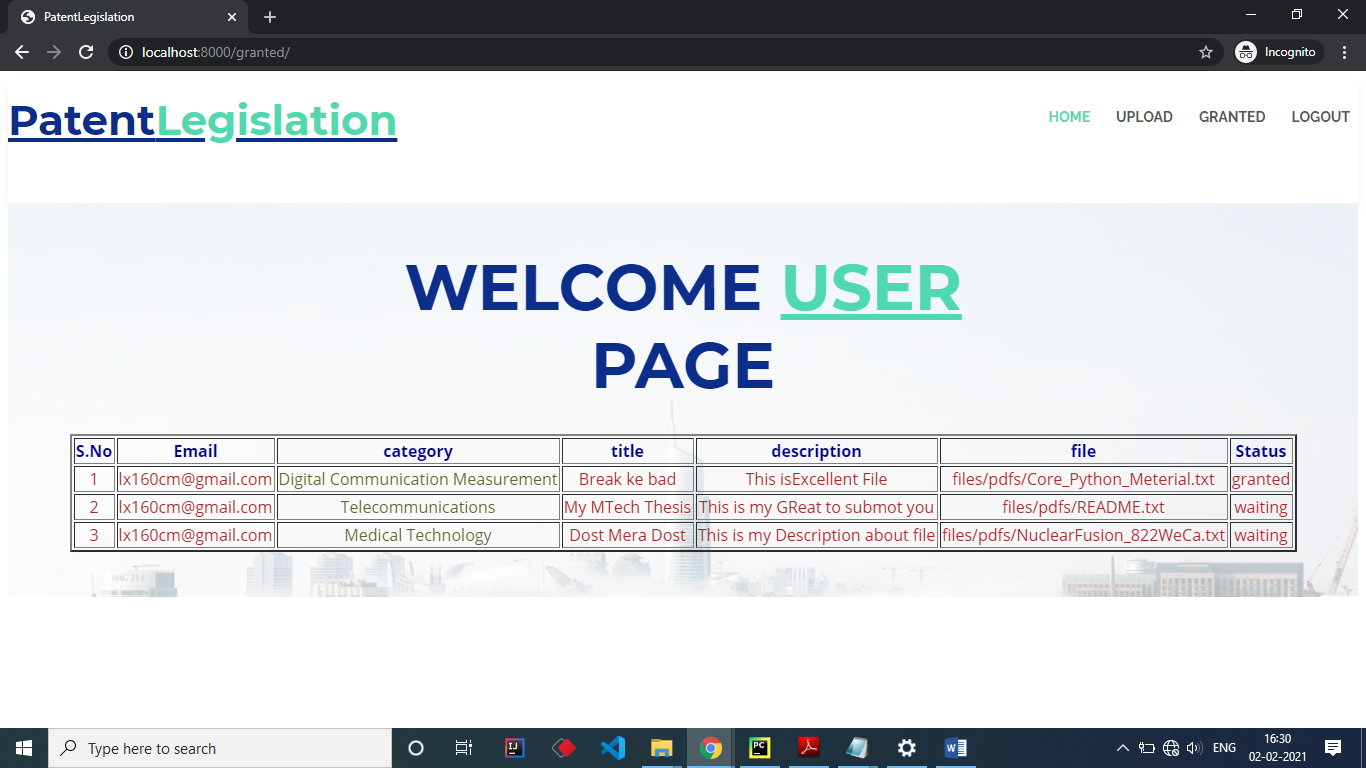 PatentLegislation
localhost:8000/granted/
Incognito
PatentLegislation
HOME UPLOAD GRANTED LOGOUT
WELCOME USER
PAGE
S.No Email category title description file Status
1 lx160cm@gmail.com Digital Communication Measurement Break ke bad This isExcellent File files/pdfs/Core_Python_Meterial.txt granted
2 lx160cm@gmail.com Telecommunications My MTech Thesis This is my GReat to submot you files/pdfs/README.txt waiting
3 lx160cm@gmail.com Medical Technology Dost Mera Dost This is my Description about file files/pdfs/NuclearFusion_822WeCa.txt waiting
Type here to search
IJ
PC
W
ENG
16:30
02-02-2021